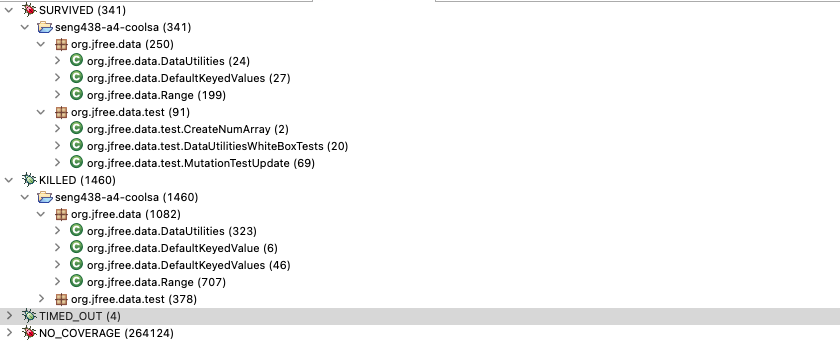 SURVIVED (341)
seng438-a4-coolsa (341)
org.jfree.data (250)
org.jfree.data.DataUtilities (24)
org.jfree.data.DefaultKeyedValues (27)
org.jfree.data.Range (199)
org.jfree.data.test (91)
org.jfree.data.test.CreateNumArray (2)
org.jfree.data.test.DataUtilitiesWhiteBoxTests (20)
org.jfree.data.test.MutationTestUpdate (69)
KILLED (1460)
seng438-a4-coolsa (1460)
org.jfree.data (1082)
org.jfree.data.DataUtilities (323)
org.jfree.data.DefaultKeyedValue (6)
org.jfree.data.DefaultKeyedValues (46)
org.jfree.data.Range (707)
org.jfree.data.test (378)
TIMED_OUT (4)
NO_COVERAGE (264124)